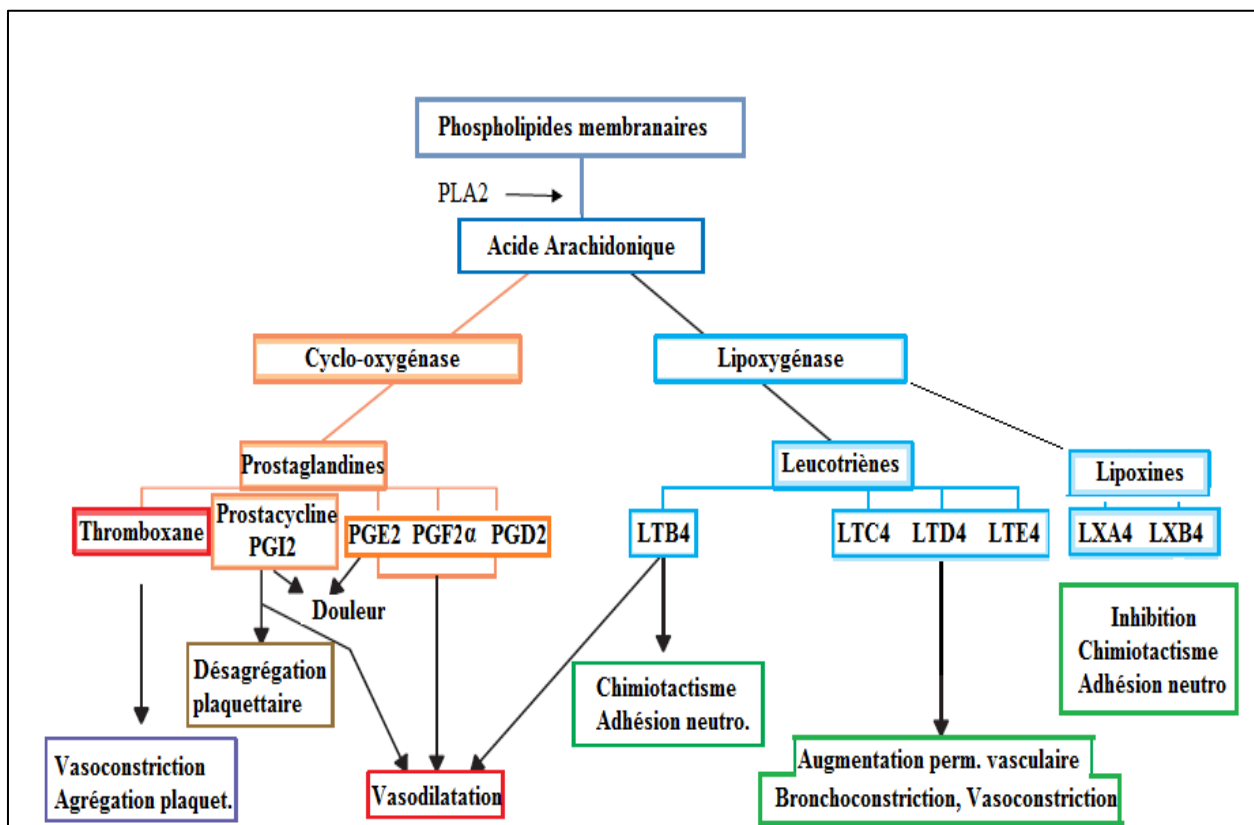 Phospholipides membranaires
PLA2
Acide Arachidonique
Cyclo-oxygénase
Lipoxygénase
Prostaglandines
Leucotriènes
Lipoxines
Thromboxane
Prostacycline
PGI2
PGE2 PGF2α PGD2
LTB4
LTC4 LTD4 LTE4
LXA4 LXB4
Douleur
Désagrégation
plaquettaire
Chimiotactisme
Adhésion neutro.
Inhibition
Chimiotactisme
Adhésion neutro
Vasoconstriction
Agrégation plaquet.
Vasodilatation
Augmentation perm. vasculaire
Bronchoconstriction, Vasoconstriction